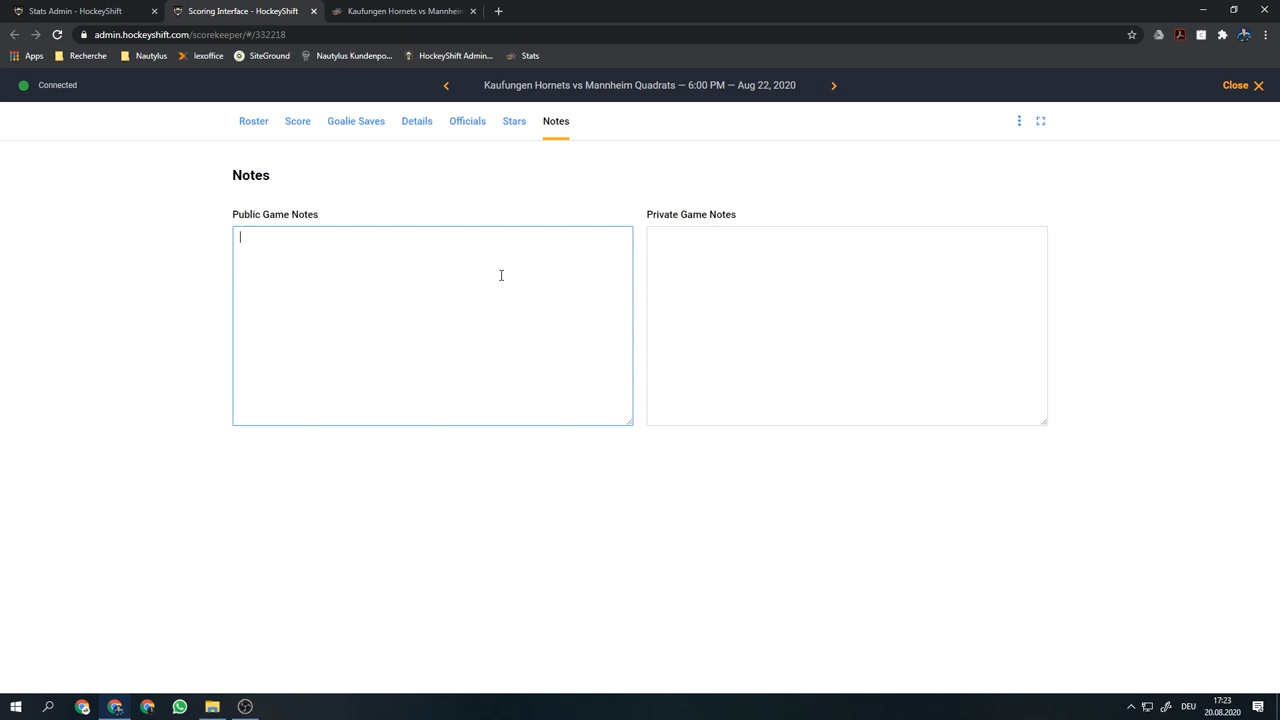 Stats Admin - HockeyShift
Scoring Interface - HockeyShift
Kaufungen Hornets vs Mannheim
admin.hockeyshift.com/scorekeeper/#/332218
Apps Recherche Nautylus lexoffice SiteGround Nautylus Kundenpo... HockeyShift Admin... Stats
Connected
Kaufungen Hornets vs Mannheim Quadrats — 6:00 PM — Aug 22, 2020
Close
Roster Score Goalie Saves Details Officials Stars Notes
Notes
Public Game Notes
Private Game Notes
DEU
17:23
20.08.2020